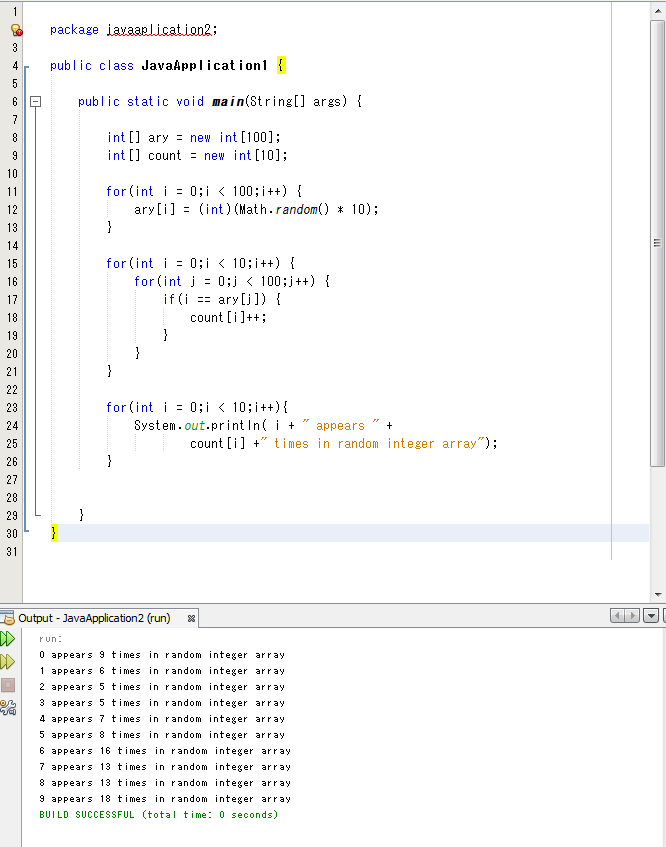 1
2 package javaaplication2;
3
4 public class JavaApplication1 {
5
6 public static void main(String[] args) {
7
8 int[] ary = new int[100];
9 int[] count = new int[10];
10
11 for(int i = 0;i < 100;i++) {
12 ary[i] = (int)(Math.random() * 10);
13 }
14
15 for(int i = 0;i < 10;i++) {
16 for(int j = 0;j < 100;j++) {
17 if(i == ary[j]) {
18 count[i]++;
19 }
20 }
21 }
22
23 for(int i = 0;i < 10;i++){
24 System.out.println( i + " appears " +
25 count[i] +" times in random integer array");
26 }
27
28
29 }
30 }
31
Output - JavaApplication2 (run)
run:
0 appears 9 times in random integer array
1 appears 6 times in random integer array
2 appears 5 times in random integer array
3 appears 5 times in random integer array
4 appears 7 times in random integer array
5 appears 8 times in random integer array
6 appears 16 times in random integer array
7 appears 13 times in random integer array
8 appears 13 times in random integer array
9 appears 18 times in random integer array
BUILD SUCCESSFUL (total time: 0 seconds)